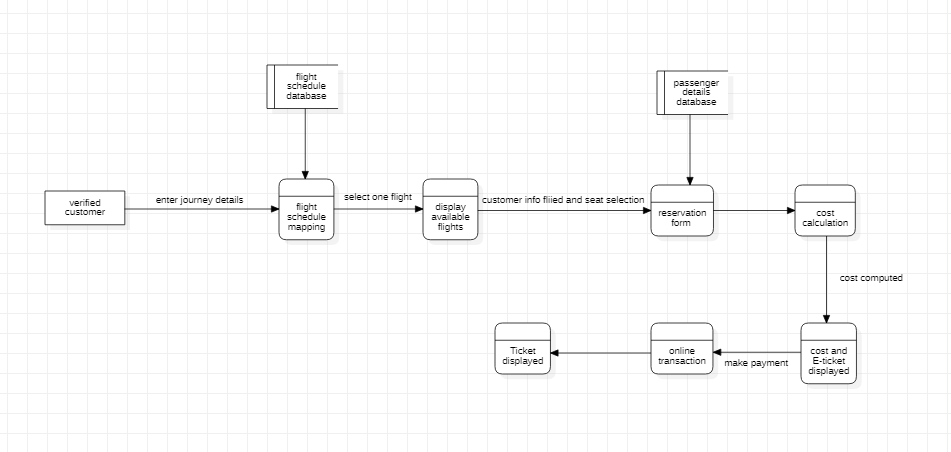 flight
schedule
database
passenger
details
database
verified
customer
enter journey details
flight
schedule
mapping
select one flight
display
available
flights
customer info fliied and seat selection
reservation
form
cost
calculation
cost computed
Ticket
displayed
online
transaction
make payment
cost and
E-ticket
displayed